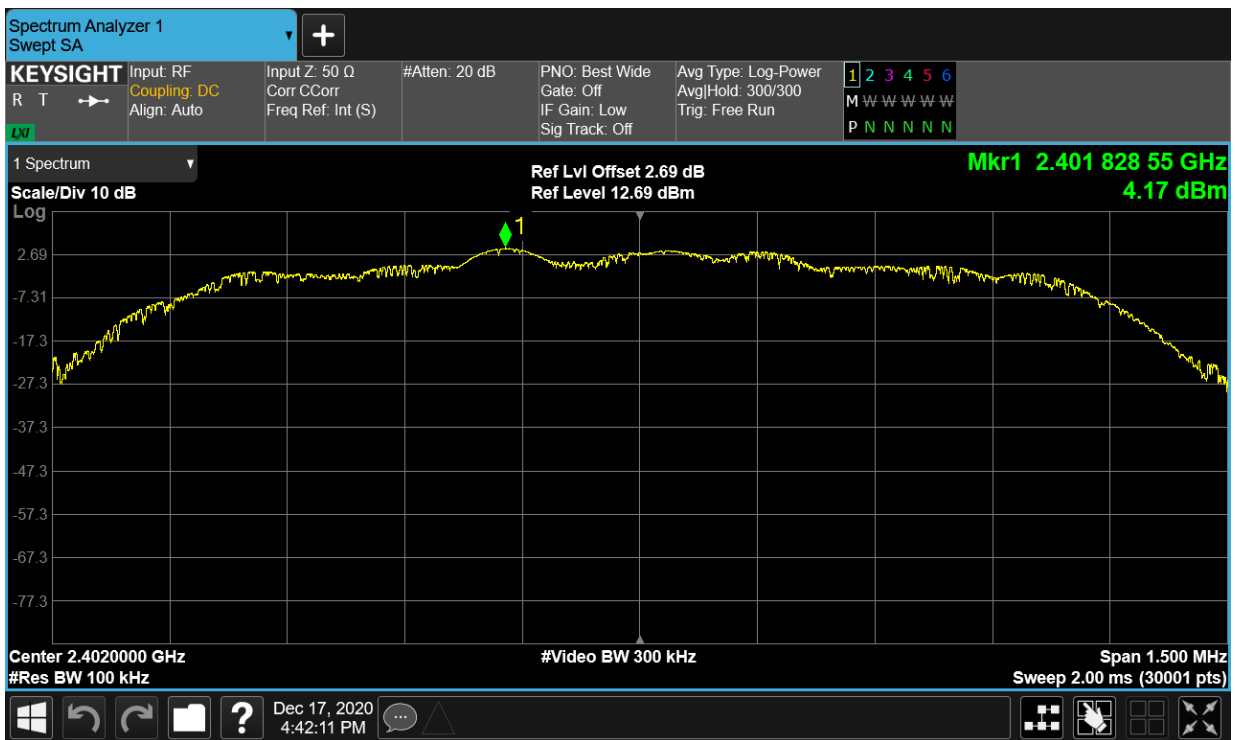 Spectrum Analyzer 1
Swept SA
KEYSIGHT
R T
LXI
Input: RF
Coupling: DC
Align: Auto
Input Z: 50 Ω
Corr CCorr
Freq Ref: Int (S)
#Atten: 20 dB
PNO: Best Wide
Gate: Off
IF Gain: Low
Sig Track: Off
Avg Type: Log-Power
Avg|Hold: 300/300
Trig: Free Run
1 2 3 4 5 6
M W W W W W
P N N N N N
1 Spectrum
Scale/Div 10 dB
Log
Ref Lvl Offset 2.69 dB
Ref Level 12.69 dBm
Mkr1 2.401 828 55 GHz
4.17 dBm
1
2.69
-7.31
-17.3
-27.3
-37.3
-47.3
-57.3
-67.3
-77.3
Center 2.4020000 GHz
#Res BW 100 kHz
#Video BW 300 kHz
Span 1.500 MHz
Sweep 2.00 ms (30001 pts)
?
Dec 17, 2020
4:42:11 PM